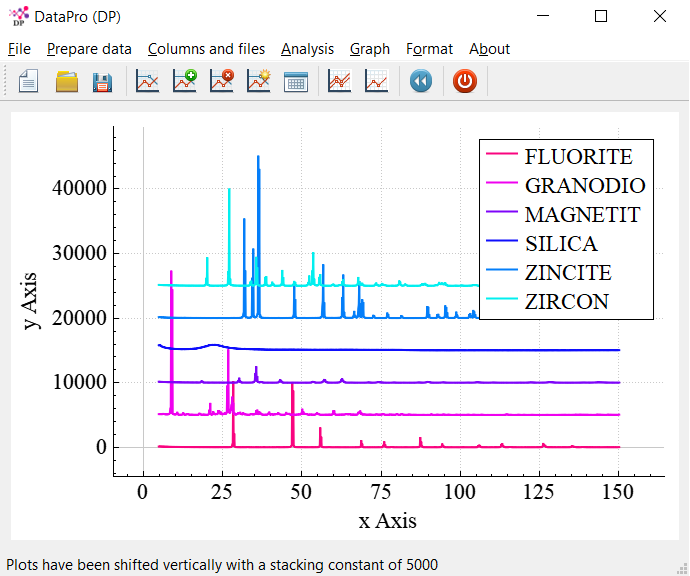 DataPro (DP)
File Prepare data Columns and files Analysis Graph Format About
40000
30000
20000
10000
0
y Axis
0 25 50 75 100 125 150
x Axis
FLUORITE
GRANODIO
MAGNETIT
SILICA
ZINCITE
ZIRCON
Plots have been shifted vertically with a stacking constant of 5000